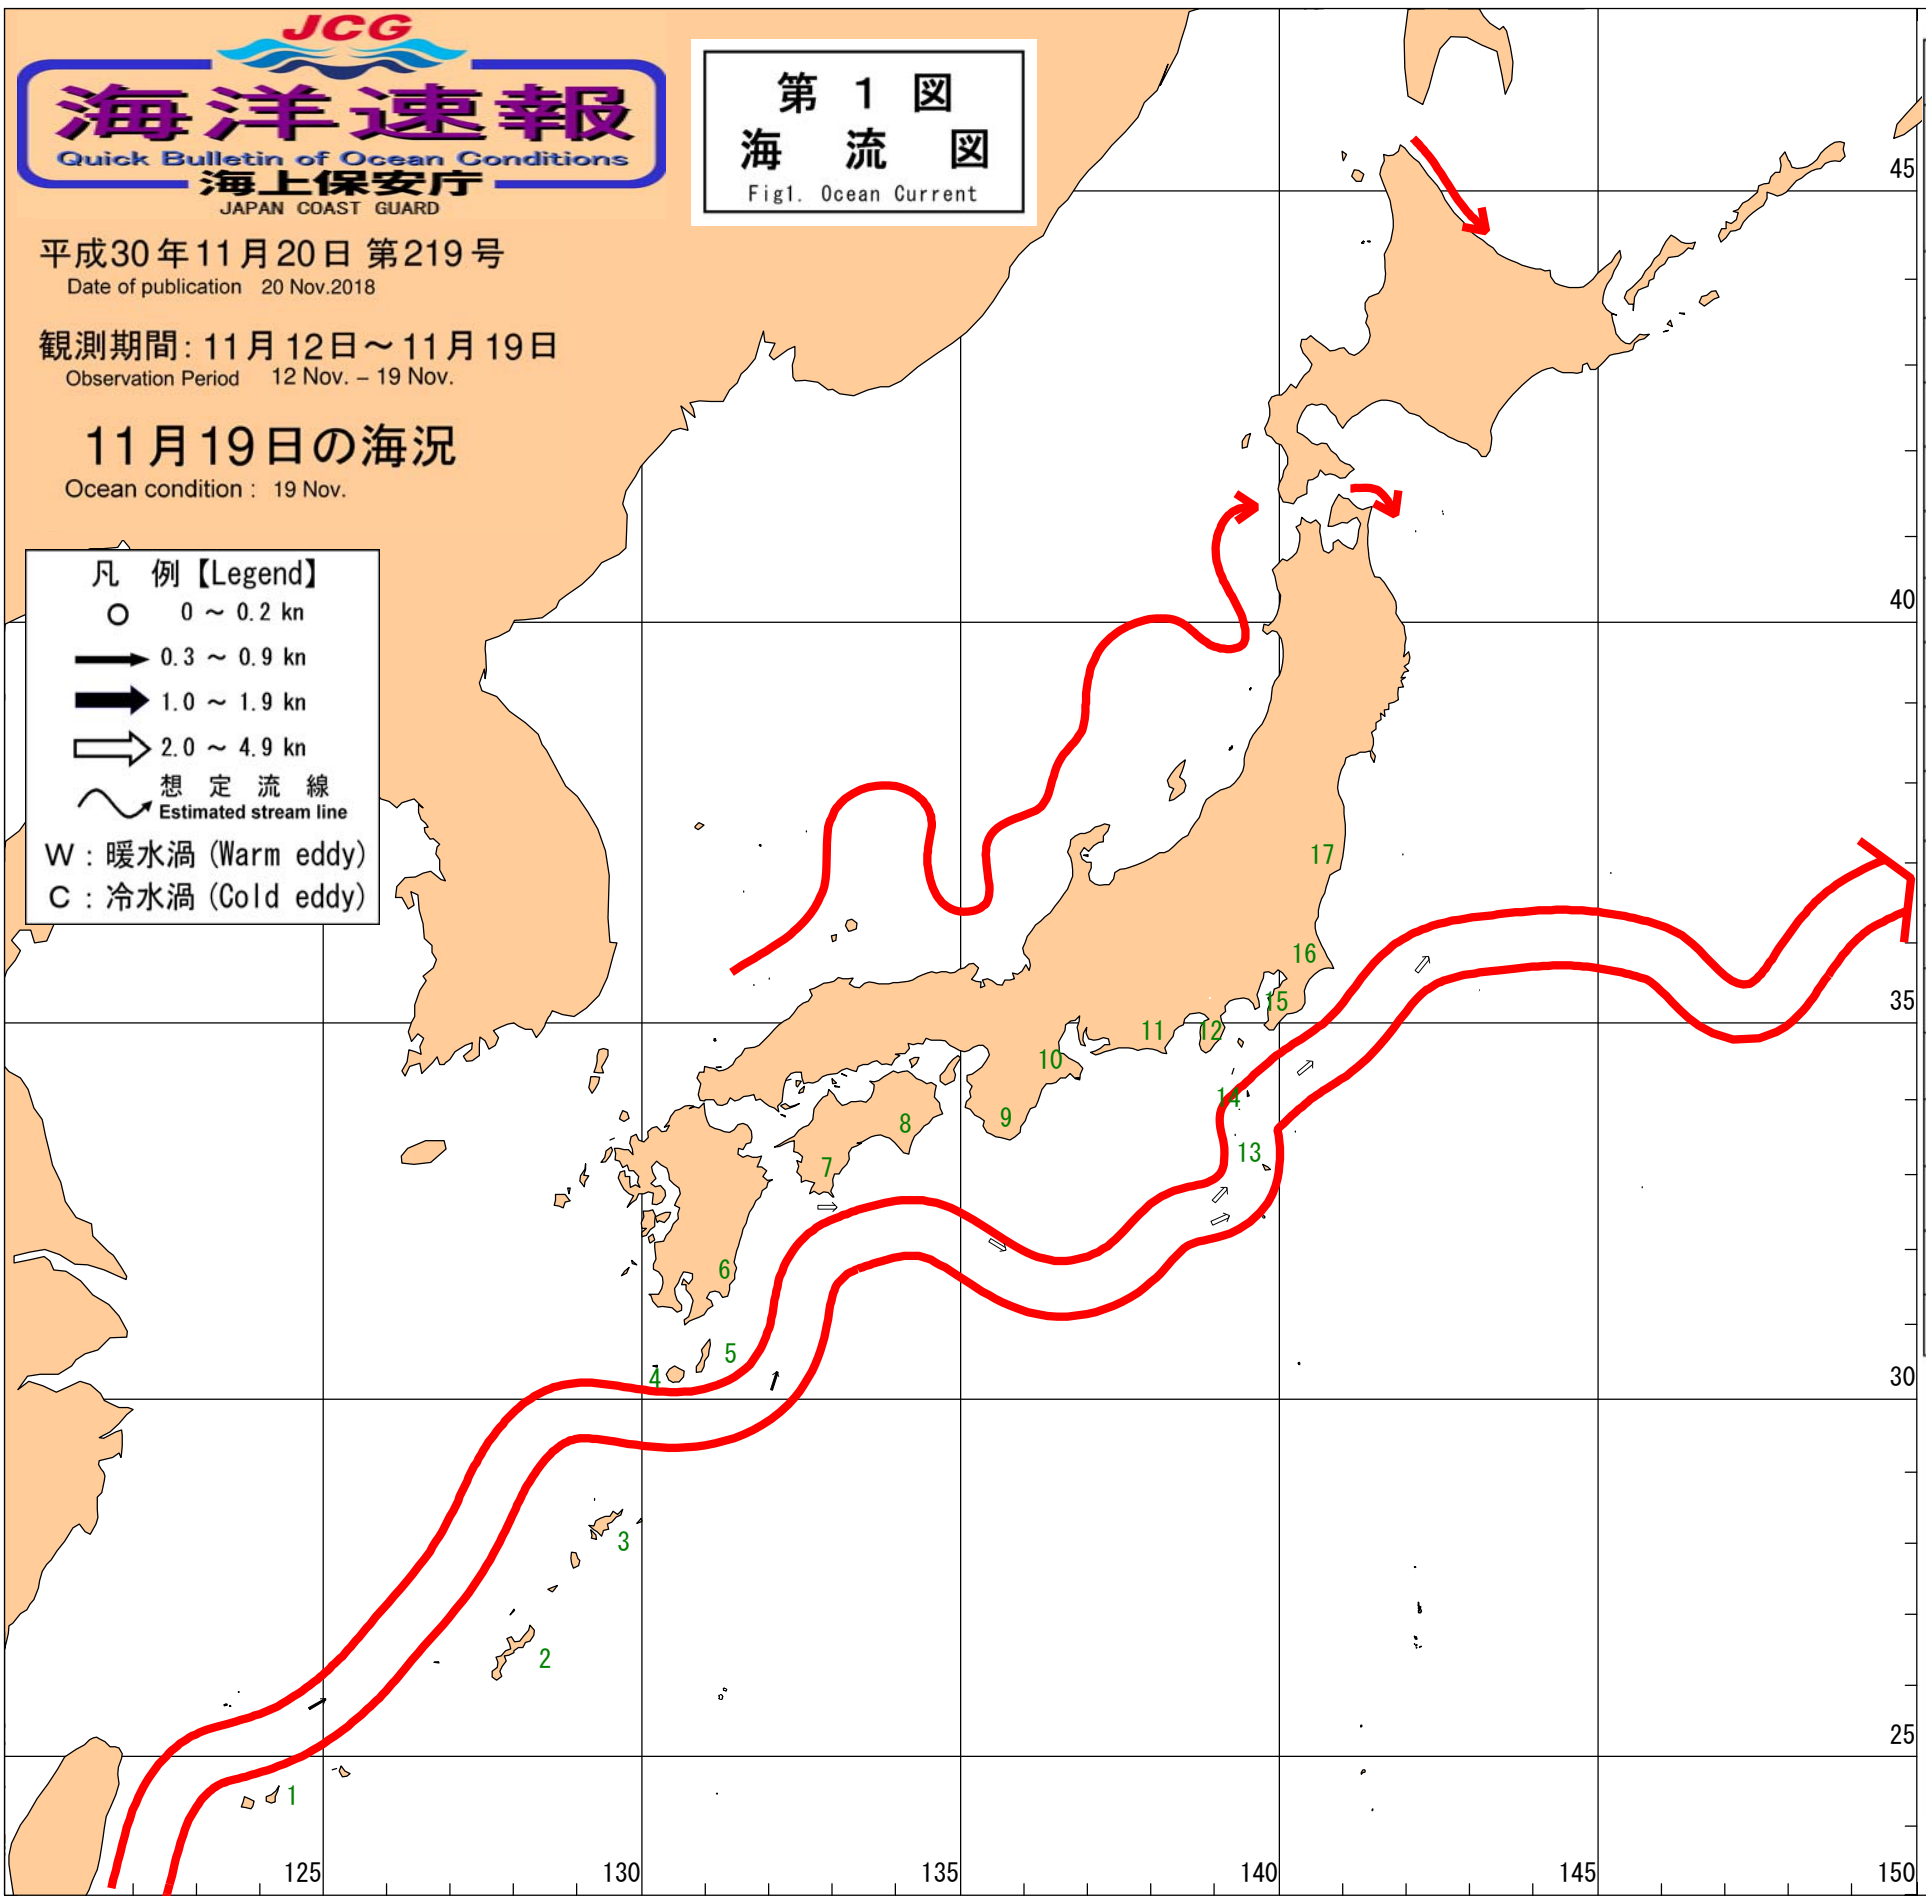 JCG
海洋速報
Quick Bulletin of Ocean Conditions
海上保安庁
JAPAN COAST GUARD
第 1 図
海 流 図
Fig1. Ocean Current
平成30年11月20日 第219号
Date of publication 20 Nov.2018
観測期間: 11月12日～11月19日
Observation Period 12 Nov. – 19 Nov.
11月19日の海況
Ocean condition : 19 Nov.
凡 例【Legend】
0 ～ 0.2 kn
0.3 ～ 0.9 kn
1.0 ～ 1.9 kn
2.0 ～ 4.9 kn
想 定 流 線
Estimated stream line
W : 暖水渦 (Warm eddy)
C : 冷水渦 (Cold eddy)
45
40
35
30
25
17
16
15
14
13
12
11
10
9
8
7
6
5
4
3
2
1
125
130
135
140
145
150